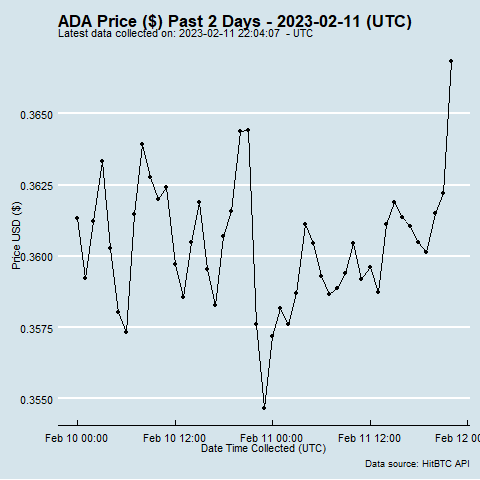 ADA Price ($) Past 2 Days - 2023-02-11 (UTC)
Latest data collected on: 2023-02-11 22:04:07 - UTC
0.3650
0.3625
0.3600
0.3575
0.3550
Price USD ($)
Feb 10 00:00 Feb 10 12:00 Feb 11 00:00 Feb 11 12:00 Feb 12 00
Date Time Collected (UTC)
Data source: HitBTC API